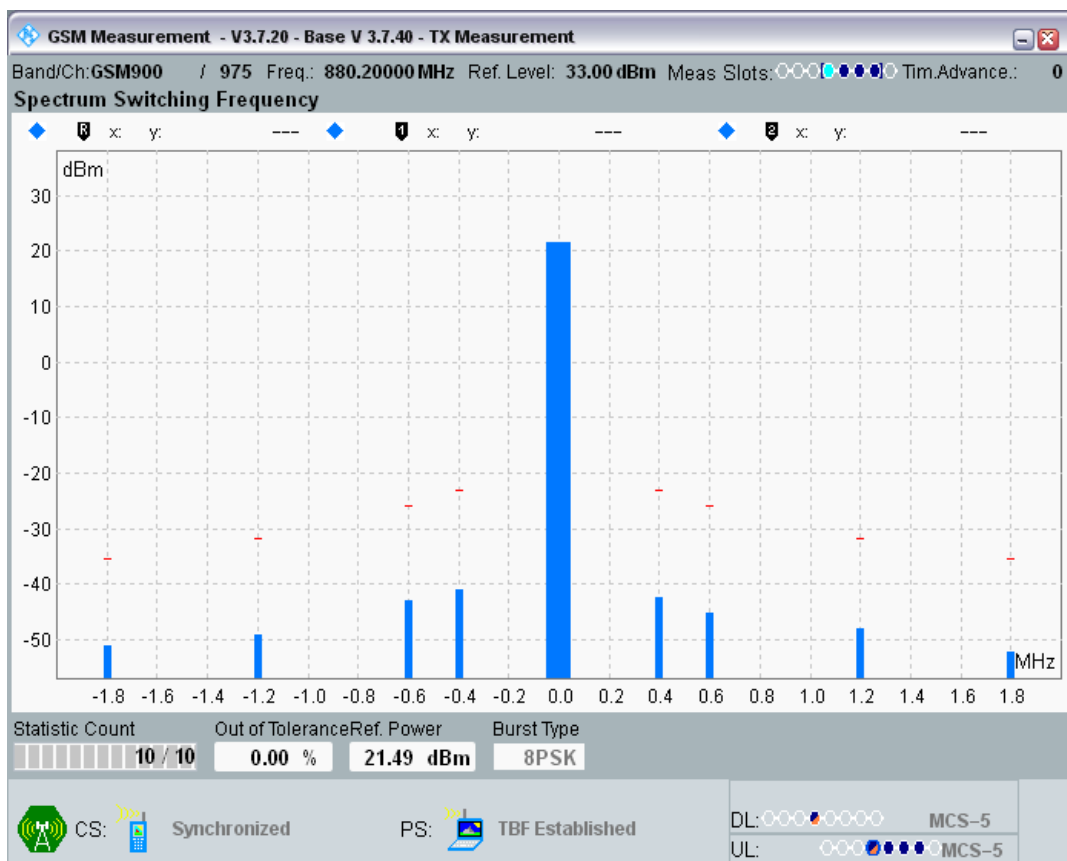 GSM Measurement - V3.7.20 - Base V 3.7.40 - TX Measurement
Band/Ch:GSM900 / 975 Freq.: 880.20000 MHz Ref. Level: 33.00 dBm Meas Slots: Tim.Advance.: 0
Spectrum Switching Frequency
R x: y: --- 1 x: y: --- 2 x: y: ---
dBm
30
20
10
0
-10
-20
-30
-40
-50
MHz
-1.8 -1.6 -1.4 -1.2 -1.0 -0.8 -0.6 -0.4 -0.2 0.0 0.2 0.4 0.6 0.8 1.0 1.2 1.4 1.6 1.8
Statistic Count Out of Tolerance Ref. Power Burst Type
10 / 10 0.00 % 21.49 dBm 8PSK
CS: Synchronized PS: TBF Established
DL: MCS-5
UL: MCS-5